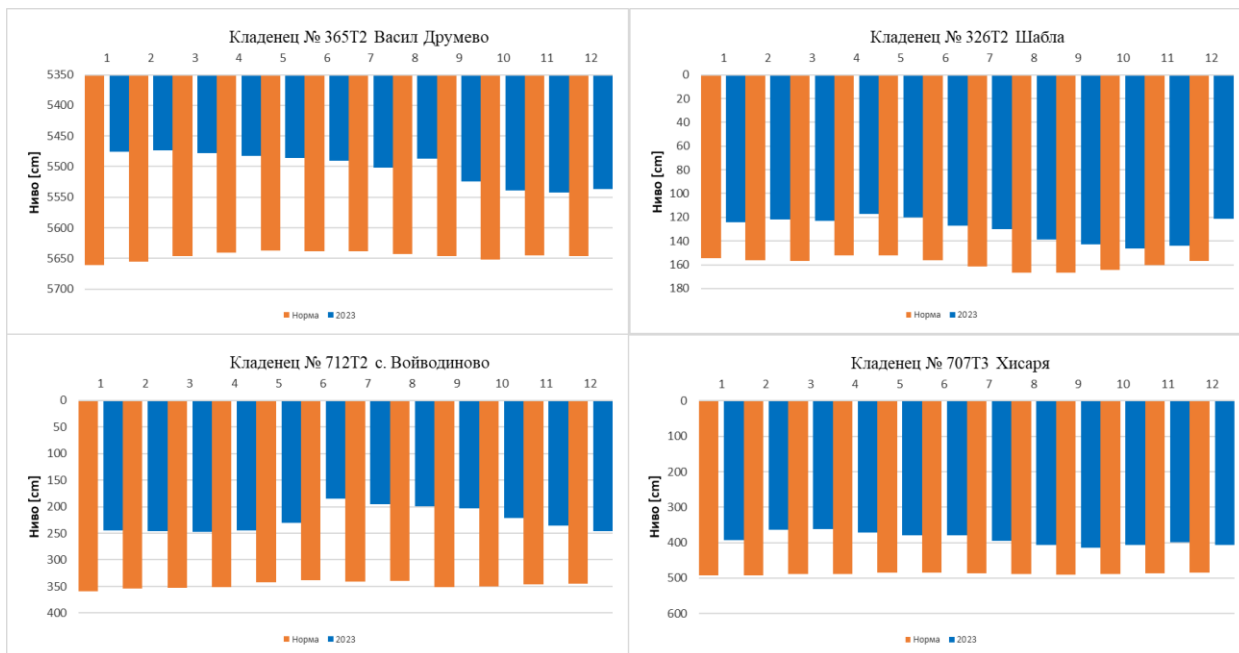 Кладенец № 365Т2 Васил Друмево
1 2 3 4 5 6 7 8 9 10 11 12
5350
5400
5450
5500
5550
5600
5650
5700
Ниво [cm]
Норма 2023
Кладенец № 326Т2 Шабла
1 2 3 4 5 6 7 8 9 10 11 12
0
20
40
60
80
100
120
140
160
180
Ниво [cm]
Норма 2023
Кладенец № 712Т2 с. Войводиново
1 2 3 4 5 6 7 8 9 10 11 12
0
50
100
150
200
250
300
350
400
Ниво [cm]
Норма 2023
Кладенец № 707Т3 Хисаря
1 2 3 4 5 6 7 8 9 10 11 12
0
100
200
300
400
500
600
Ниво [cm]
Норма 2023